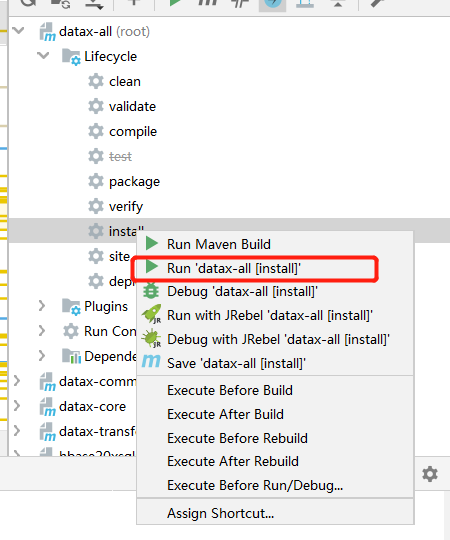 datax-all (root)
Lifecycle
clean
validate
compile
test
package
verify
install
Run Maven Build
Run 'datax-all [install]'
site
Debug 'datax-all [install]'
Plugins
Run with JRebel 'datax-all [install]'
Run Con
Debug with JRebel 'datax-all [install]'
Depende
Save 'datax-all [install]'
datax-comm
Execute Before Build
datax-core
Execute After Build
datax-transf
Execute Before Rebuild
Execute After Rebuild
Execute Before Run/Debug...
Assign Shortcut...